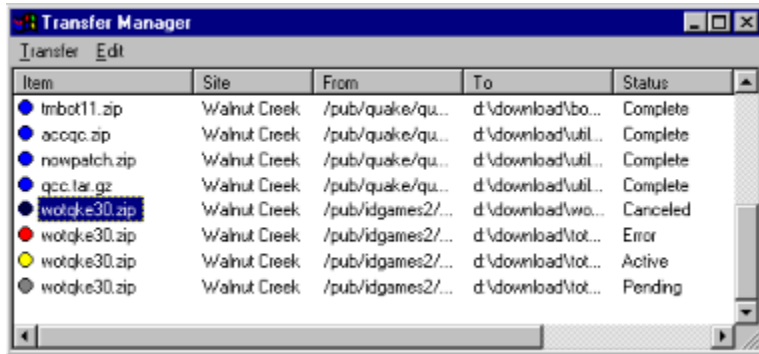 Transfer Manager
Transfer Edit
Item Site From To Status
tmbot11.zip Walnut Creek /pub/quake/qu... d:\download\bo... Complete
accqc.zip Walnut Creek /pub/quake/qu... d:\download\util... Complete
nowpatch.zip Walnut Creek /pub/quake/qu... d:\download\util... Complete
qcc.tar.gz Walnut Creek /pub/quake/qu... d:\download\util... Complete
wotqke30.zip Walnut Creek /pub/idgames2/... d:\download\wo... Canceled
wotqke30.zip Walnut Creek /pub/idgames2/... d:\download\tot... Error
wotqke30.zip Walnut Creek /pub/idgames2/... d:\download\tot... Active
wotqke30.zip Walnut Creek /pub/idgames2/... d:\download\tot... Pending